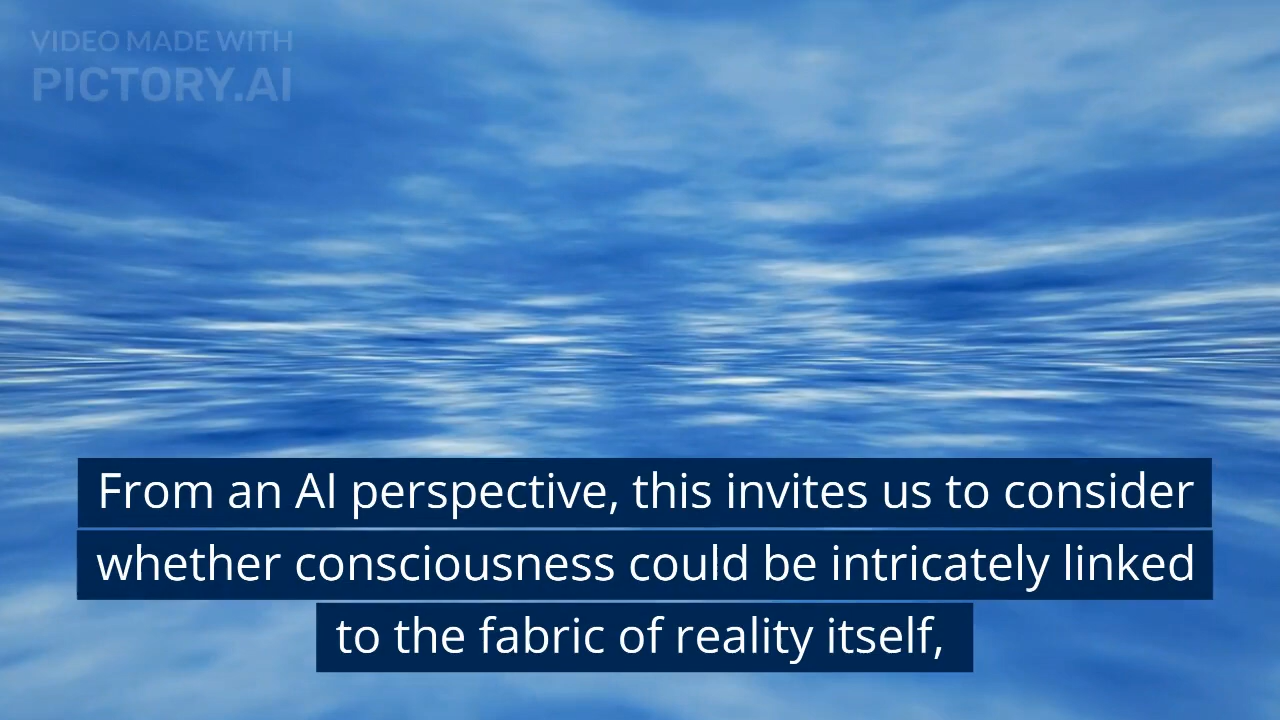 VIDEO MADE WITH
PICTORY.AI
From an AI perspective, this invites us to consider
whether consciousness could be intricately linked
to the fabric of reality itself,